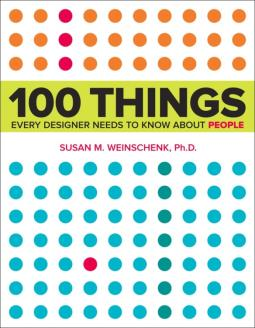 100 THINGS
EVERY DESIGNER NEEDS TO KNOW ABOUT PEOPLE
SUSAN M. WEINSCHENK, Ph.D.